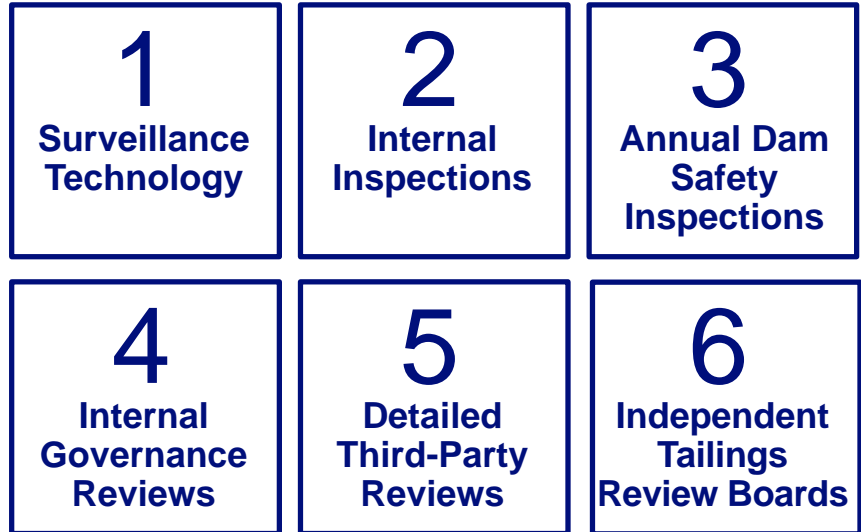 1
Surveillance
Technology
2
Internal
Inspections
3
Annual Dam
Safety
Inspections
4
Internal
Governance
Reviews
5
Detailed
Third-Party
Reviews
6
Independent
Tailings
Review Boards